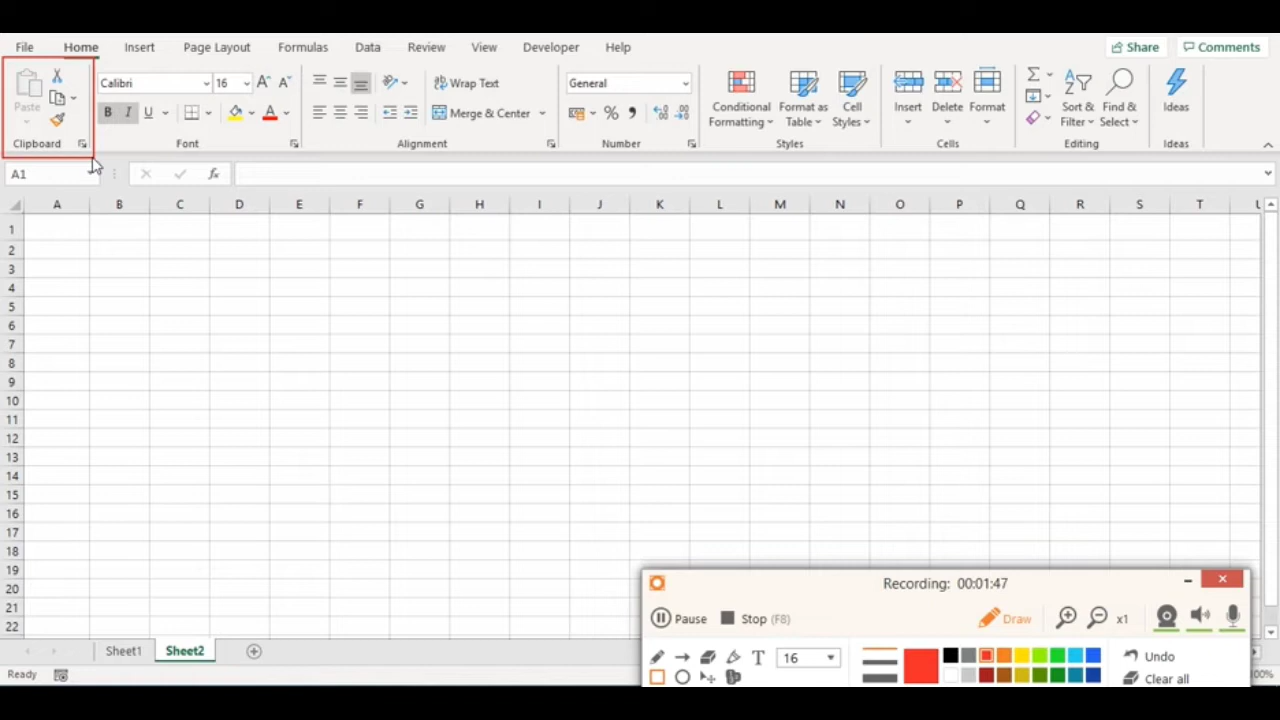 File Home Insert Page Layout Formulas Data Review View Developer Help Share Comments
Calibri 16 Wrap Text General
Paste B I U A Merge & Center % , Conditional Formatting Format as Table Cell Styles Insert Delete Format Sort & Filter Find & Select Ideas
Clipboard Font Alignment Number Styles Cells Editing Ideas
A1 fx
A B C D E F G H I J K L M N O P Q R S T U
1
2
3
4
5
6
7
8
9
10
11
12
13
14
15
16
17
18
19
20
21
22
Recording: 00:01:47
Pause Stop (F8) Draw x1
T 16 Undo
Clear all
Sheet1 Sheet2
Ready 100%